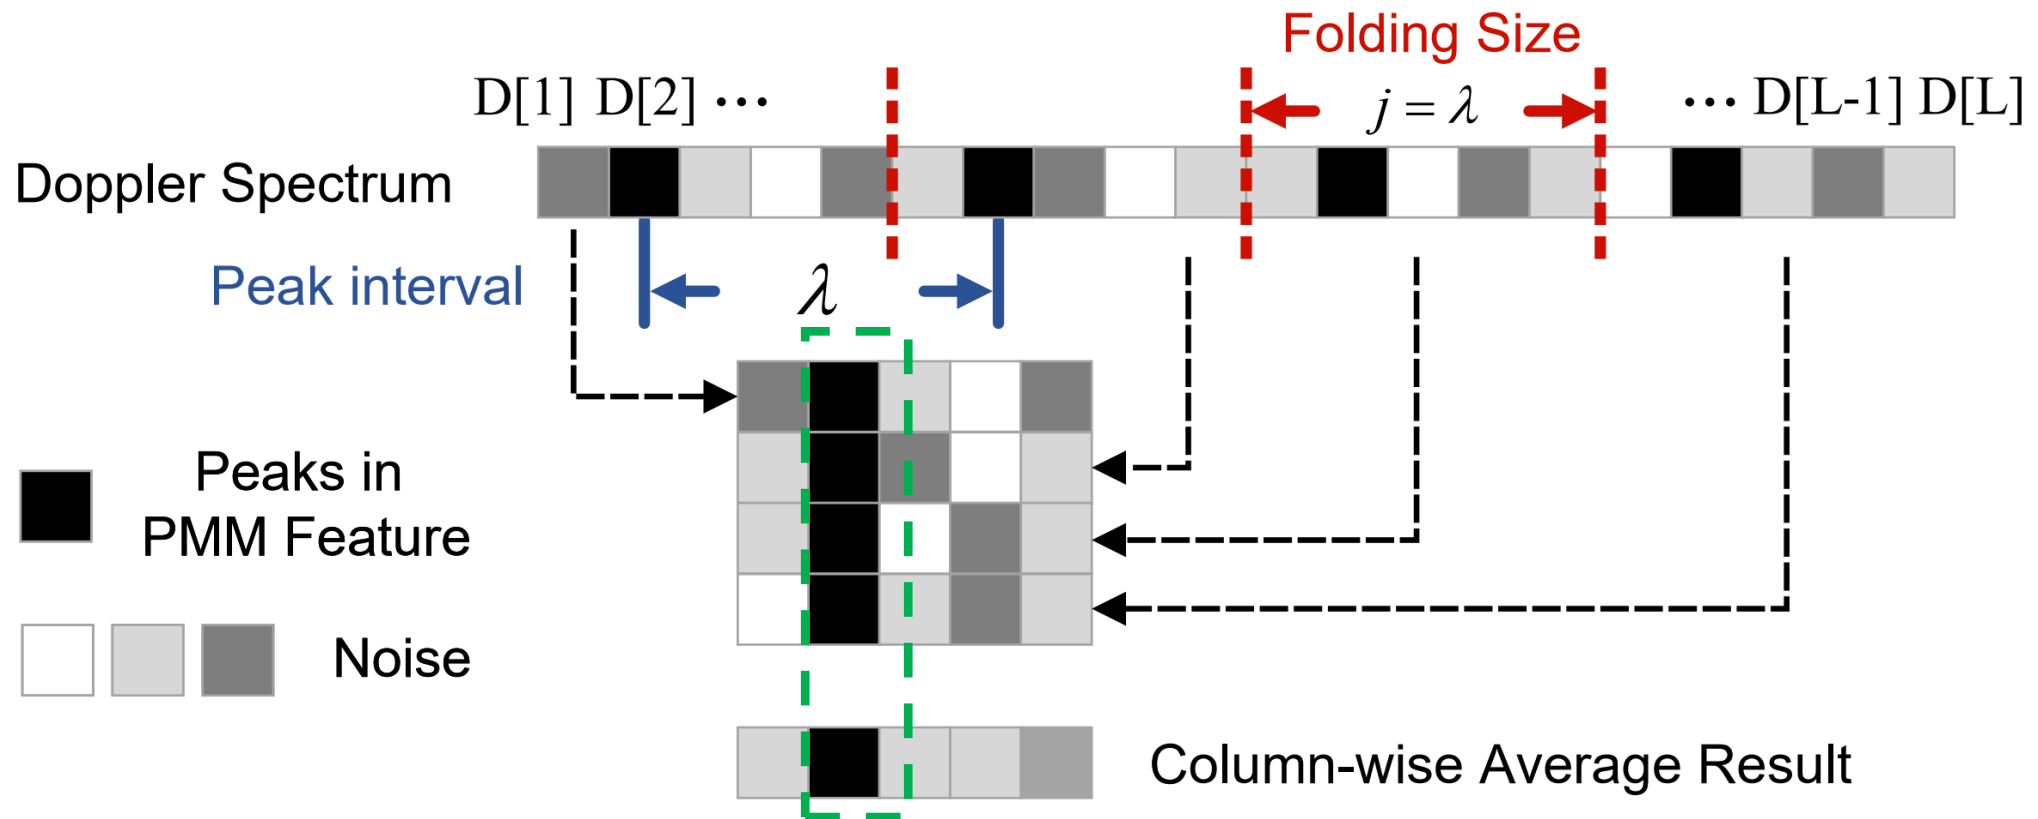 Folding Size
D[1] D[2] ··· j = λ ··· D[L-1] D[L]
Doppler Spectrum
Peak interval λ
Peaks in
PMM Feature
Noise
Column-wise Average Result